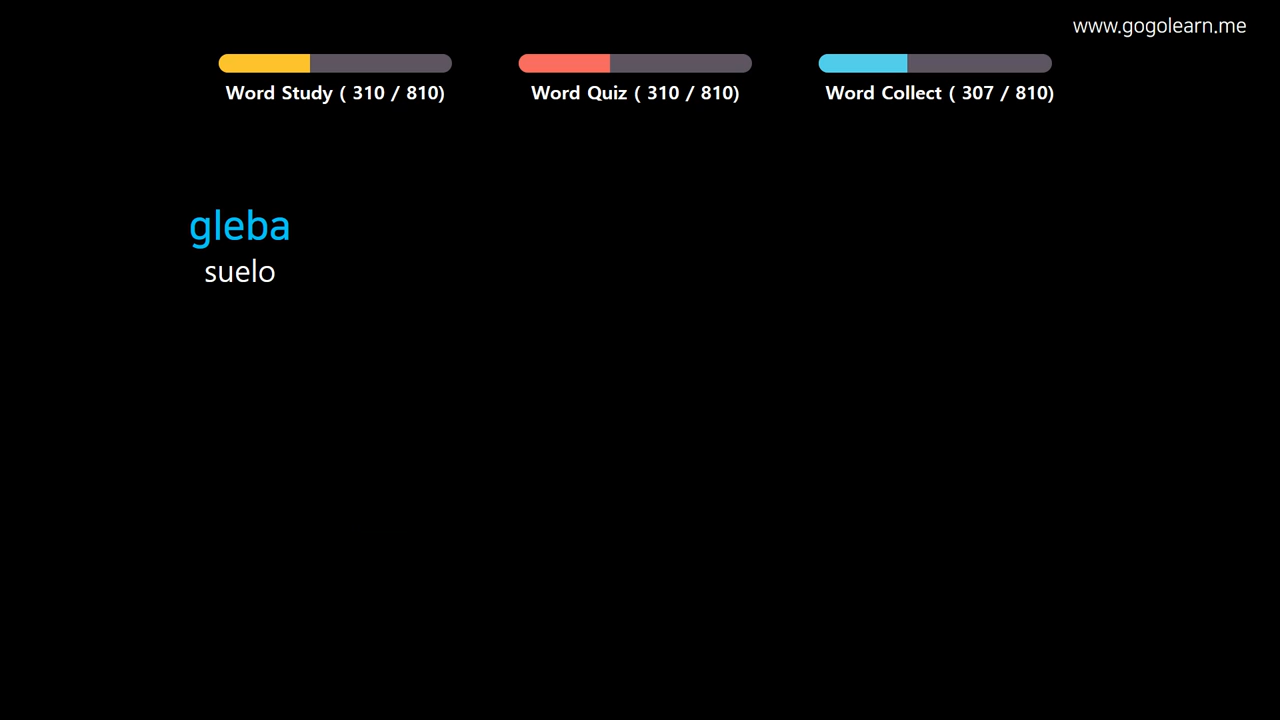 www.gogolearn.me
Word Study ( 310 / 810)
Word Quiz ( 310 / 810)
Word Collect ( 307 / 810)
gleba
suelo